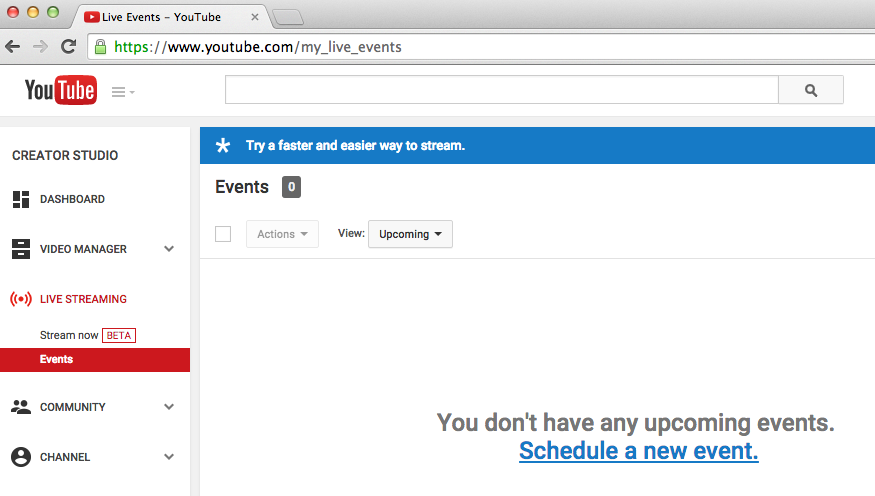 Live Events – YouTube
https://www.youtube.com/my_live_events
YouTube
CREATOR STUDIO
DASHBOARD
VIDEO MANAGER
LIVE STREAMING
Stream now BETA
Events
COMMUNITY
CHANNEL
Try a faster and easier way to stream.
Events 0
Actions View: Upcoming
You don't have any upcoming events.
Schedule a new event.